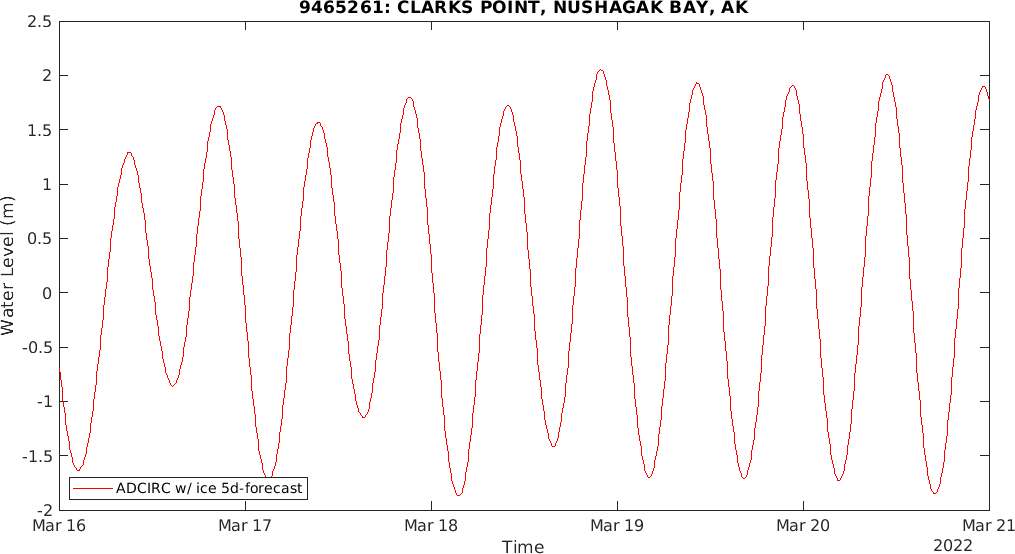 9465261: CLARKS POINT, NUSHAGAK BAY, AK
2.5
2
1.5
1
0.5
0
-0.5
-1
-1.5
-2
Water Level (m)
ADCIRC w/ ice 5d-forecast
Mar 16 Mar 17 Mar 18 Mar 19 Mar 20 Mar 21
Time
2022